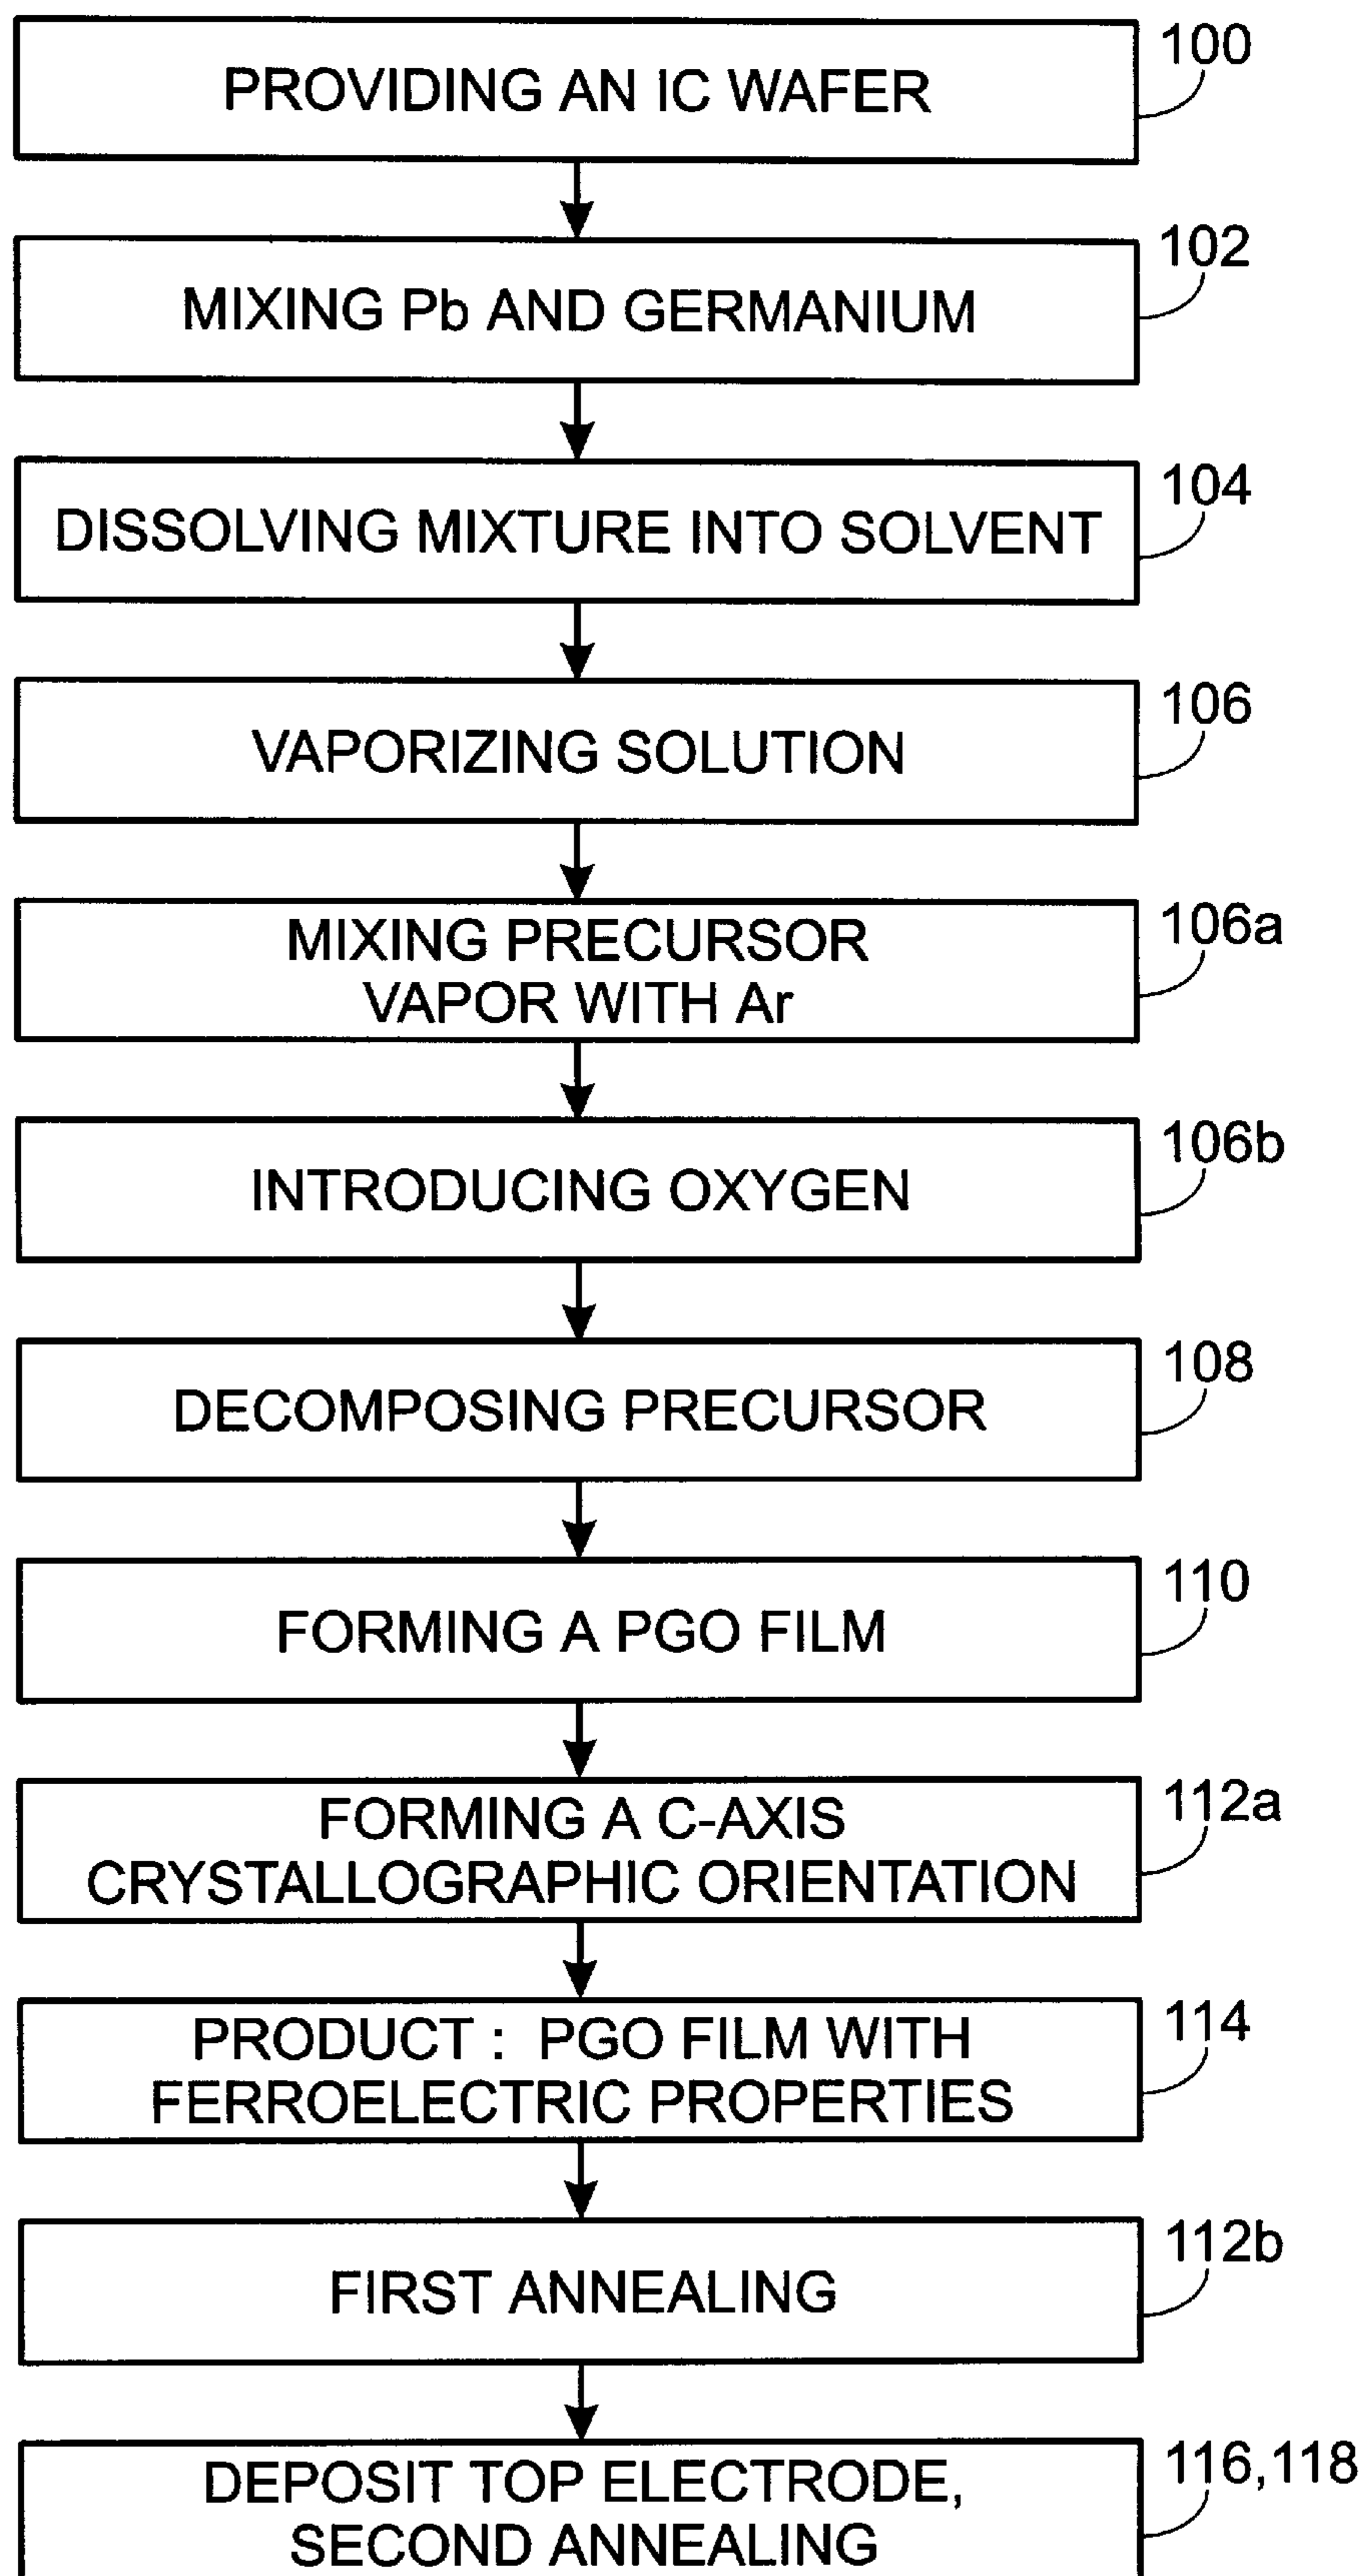 PROVIDING AN IC WAFER
100
MIXING Pb AND GERMANIUM
102
DISSOLVING MIXTURE INTO SOLVENT
104
VAPORIZING SOLUTION
106
MIXING PRECURSOR
VAPOR WITH Ar
106a
INTRODUCING OXYGEN
106b
DECOMPOSING PRECURSOR
108
FORMING A PGO FILM
110
FORMING A C-AXIS
CRYSTALLOGRAPHIC ORIENTATION
112a
PRODUCT : PGO FILM WITH
FERROELECTRIC PROPERTIES
114
FIRST ANNEALING
112b
DEPOSIT TOP ELECTRODE,
SECOND ANNEALING
116,118